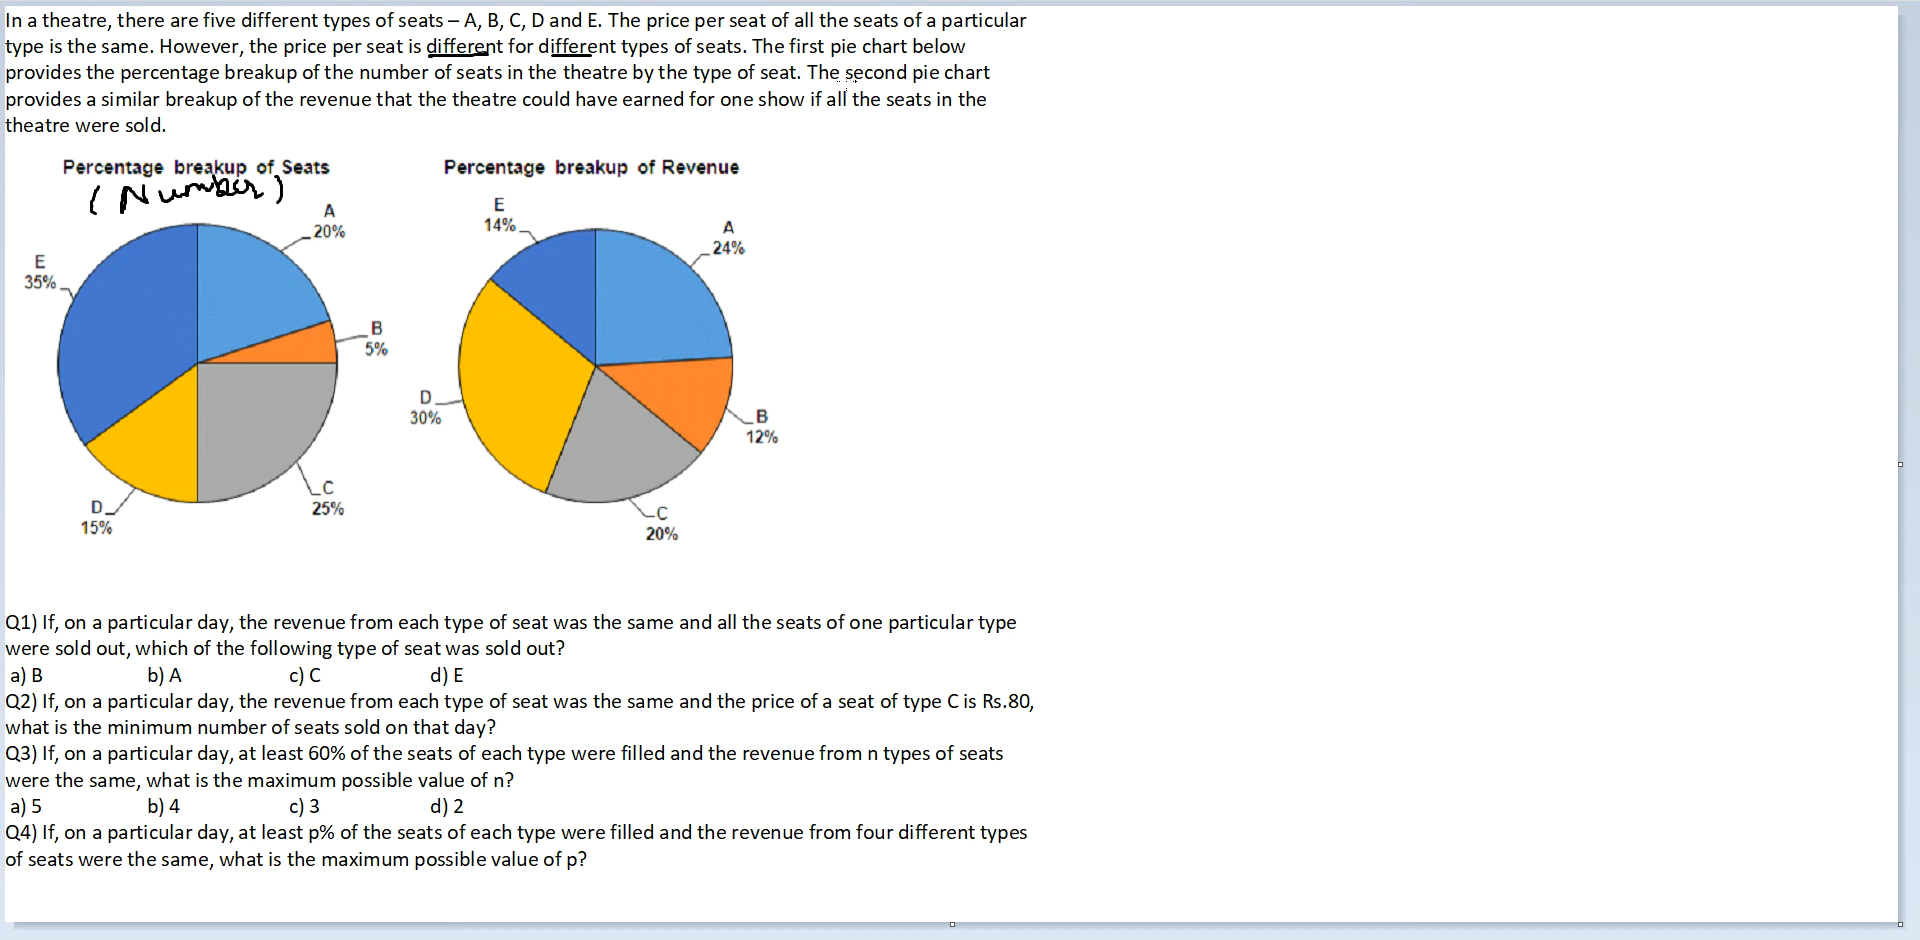 In a theatre, there are five different types of seats – A, B, C, D and E. The price per seat of all the seats of a particular
type is the same. However, the price per seat is different for different types of seats. The first pie chart below
provides the percentage breakup of the number of seats in the theatre by the type of seat. The second pie chart
provides a similar breakup of the revenue that the theatre could have earned for one show if all the seats in the
theatre were sold.
Percentage breakup of Seats
(Number)
A
20%
B
5%
C
25%
D
15%
E
35%
Percentage breakup of Revenue
A
24%
B
12%
C
20%
D
30%
E
14%
Q1) If, on a particular day, the revenue from each type of seat was the same and all the seats of one particular type
were sold out, which of the following type of seat was sold out?
a) B b) A c) C d) E
Q2) If, on a particular day, the revenue from each type of seat was the same and the price of a seat of type C is Rs.80,
what is the minimum number of seats sold on that day?
Q3) If, on a particular day, at least 60% of the seats of each type were filled and the revenue from n types of seats
were the same, what is the maximum possible value of n?
a) 5 b) 4 c) 3 d) 2
Q4) If, on a particular day, at least p% of the seats of each type were filled and the revenue from four different types
of seats were the same, what is the maximum possible value of p?